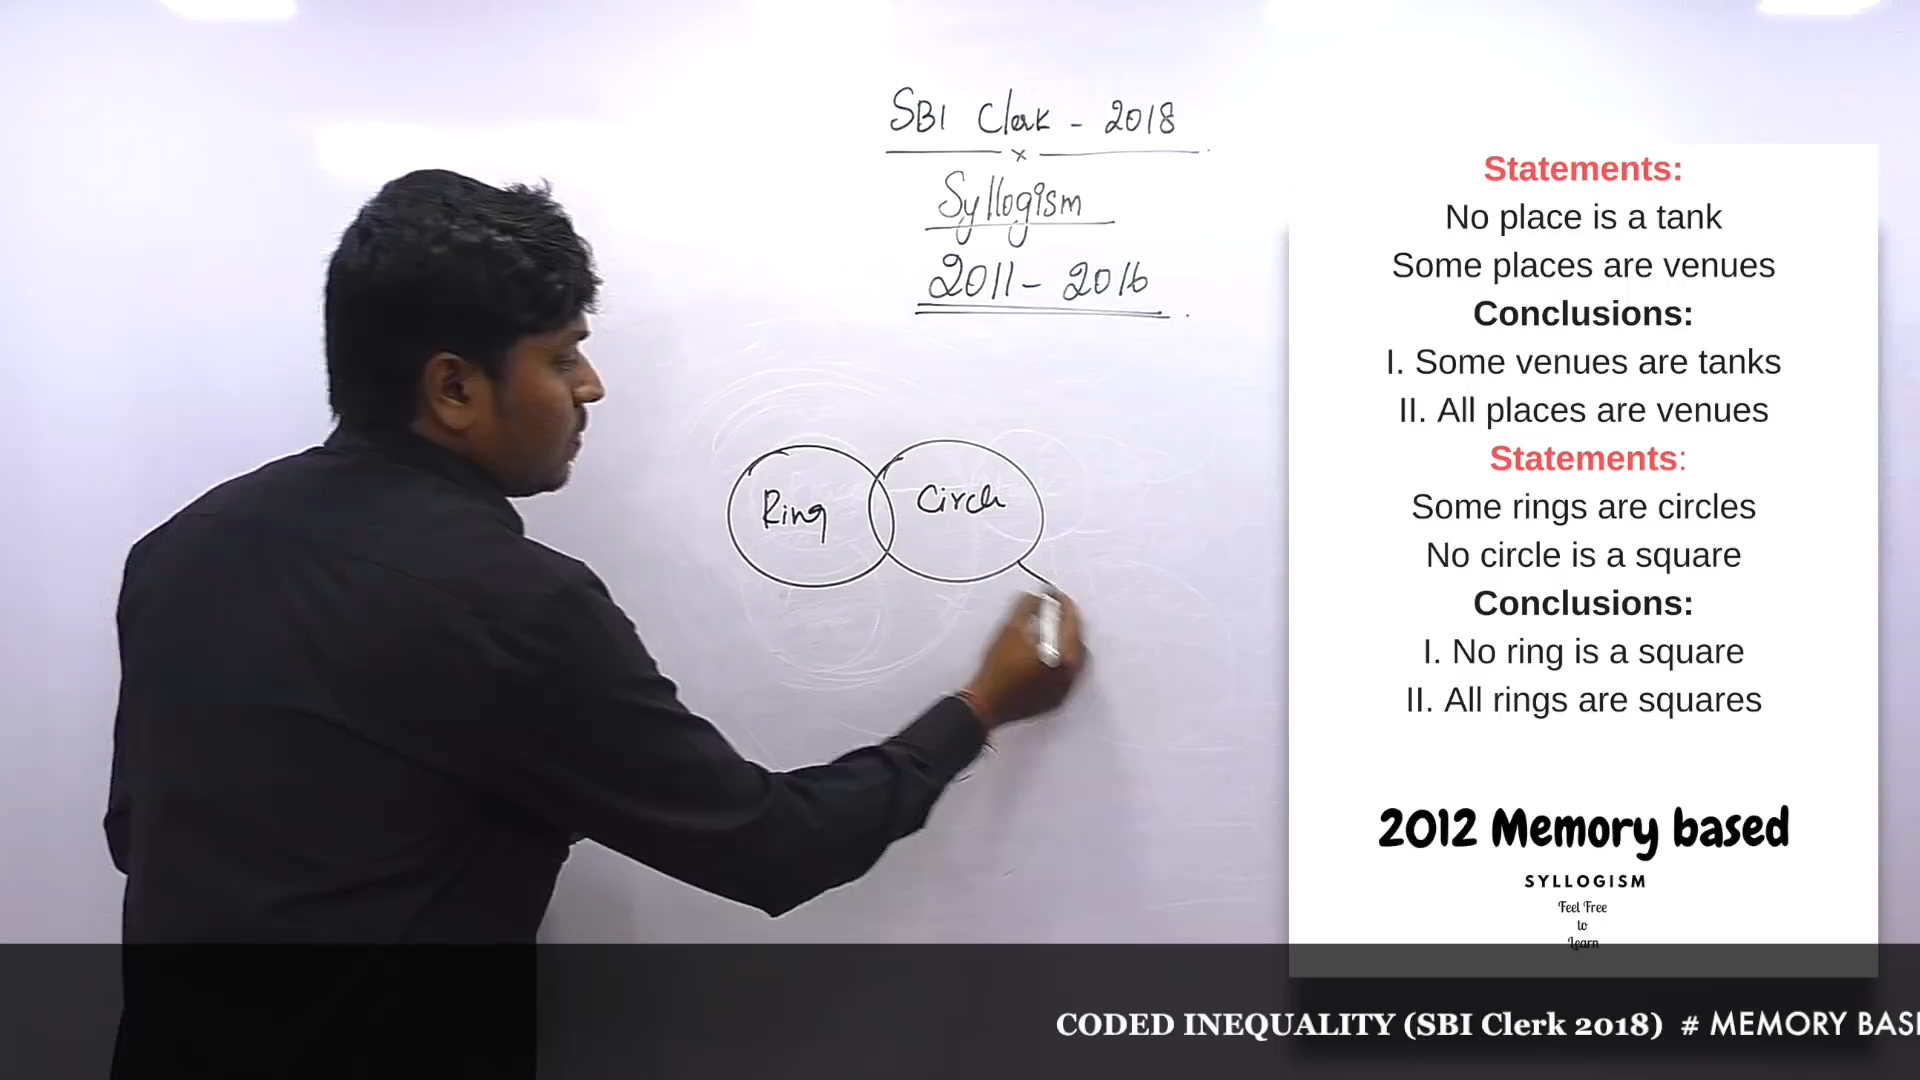 SBI Clerk - 2018
x
Syllogism
2011 - 2016
Ring
Circle
Statements:
No place is a tank
Some places are venues
Conclusions:
I. Some venues are tanks
II. All places are venues
Statements:
Some rings are circles
No circle is a square
Conclusions:
I. No ring is a square
II. All rings are squares
2012 Memory based
SYLLOGISM
Feel Free
to
Learn
CODED INEQUALITY (SBI Clerk 2018) # MEMORY BASE